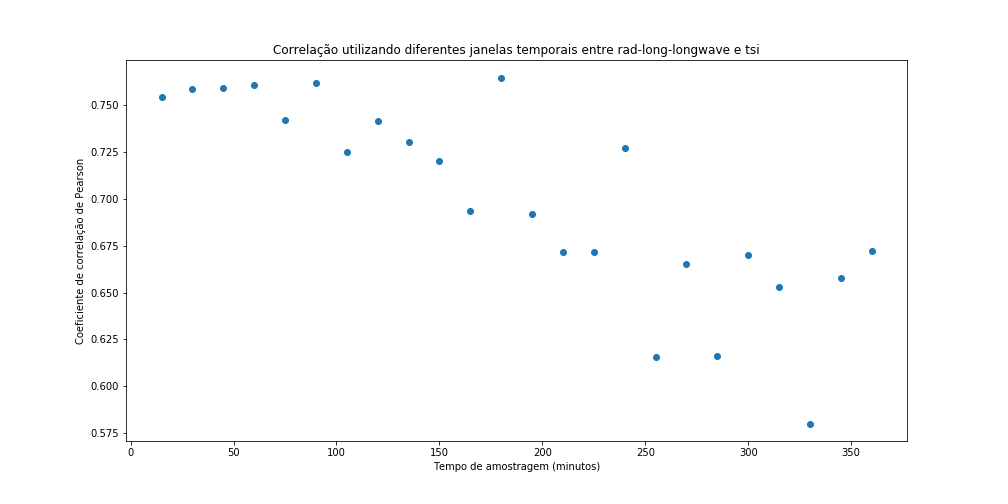 Correlação utilizando diferentes janelas temporais entre rad-long-longwave e tsi
0.750
0.725
0.700
0.675
0.650
0.625
0.600
0.575
Coeficiente de correlação de Pearson
0 50 100 150 200 250 300 350
Tempo de amostragem (minutos)